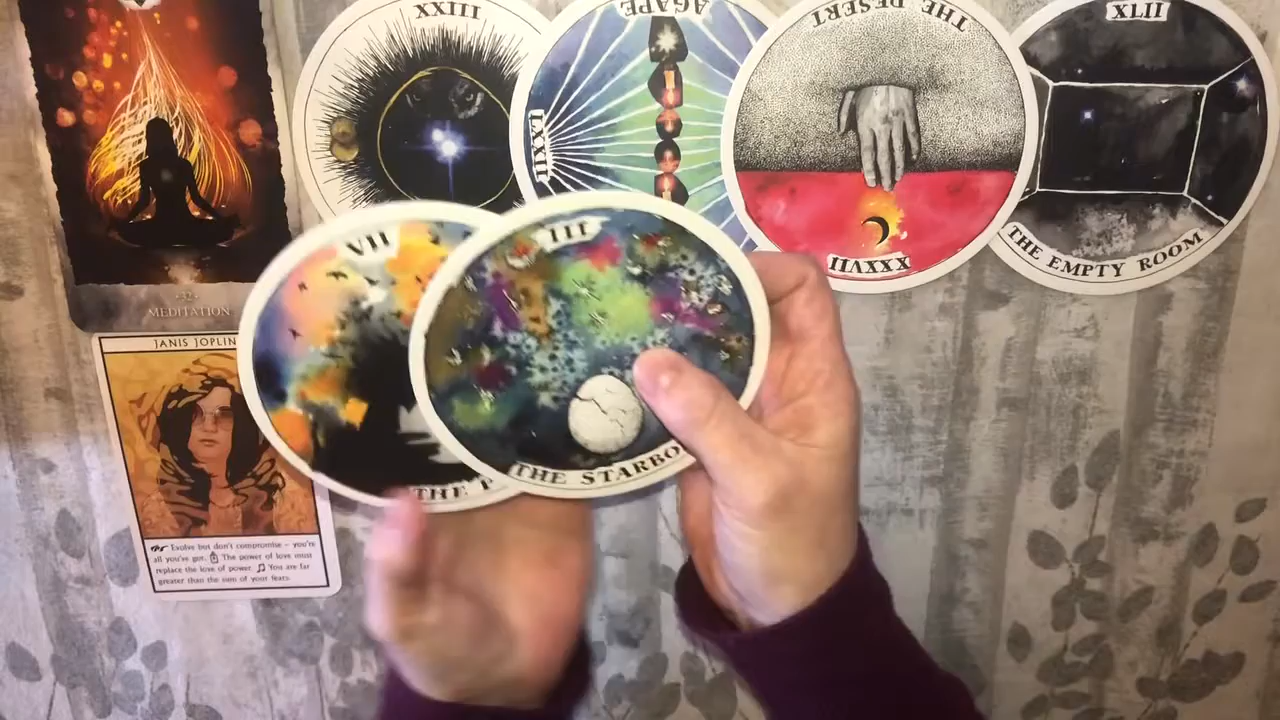 XXIII
AGAPE
LXXII
THE DESERT
XXXVII
XLII
THE EMPTY ROOM
MEDITATION
VII
THE
III
THE STARBO
JANIS JOPLIN
Evolve but don't compromise – you're
all you've got. The power of love must
replace the love of power. You are far
greater than the sum of your fears.